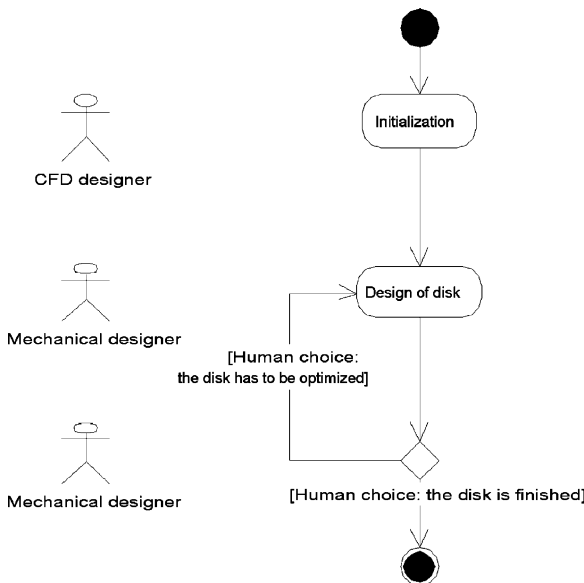 Initialization
CFD designer
Design of disk
Mechanical designer
[Human choice:
the disk has to be optimized]
Mechanical designer
[Human choice: the disk is finished]